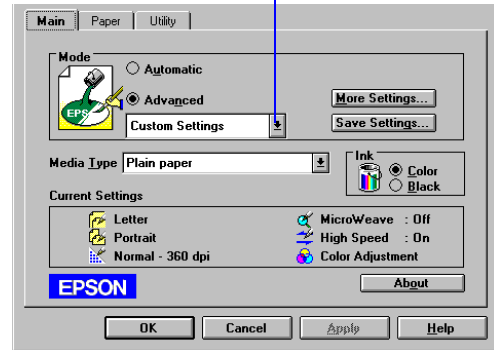 Main Paper Utility
Mode
Automatic
EPS
Advanced
More Settings...
Custom Settings
Save Settings...
Media Type Plain paper
Ink
Color
Black
Current Settings
Letter
MicroWeave : Off
Portrait
High Speed : On
Normal - 360 dpi
Color Adjustment
EPSON
About
OK Cancel Apply Help